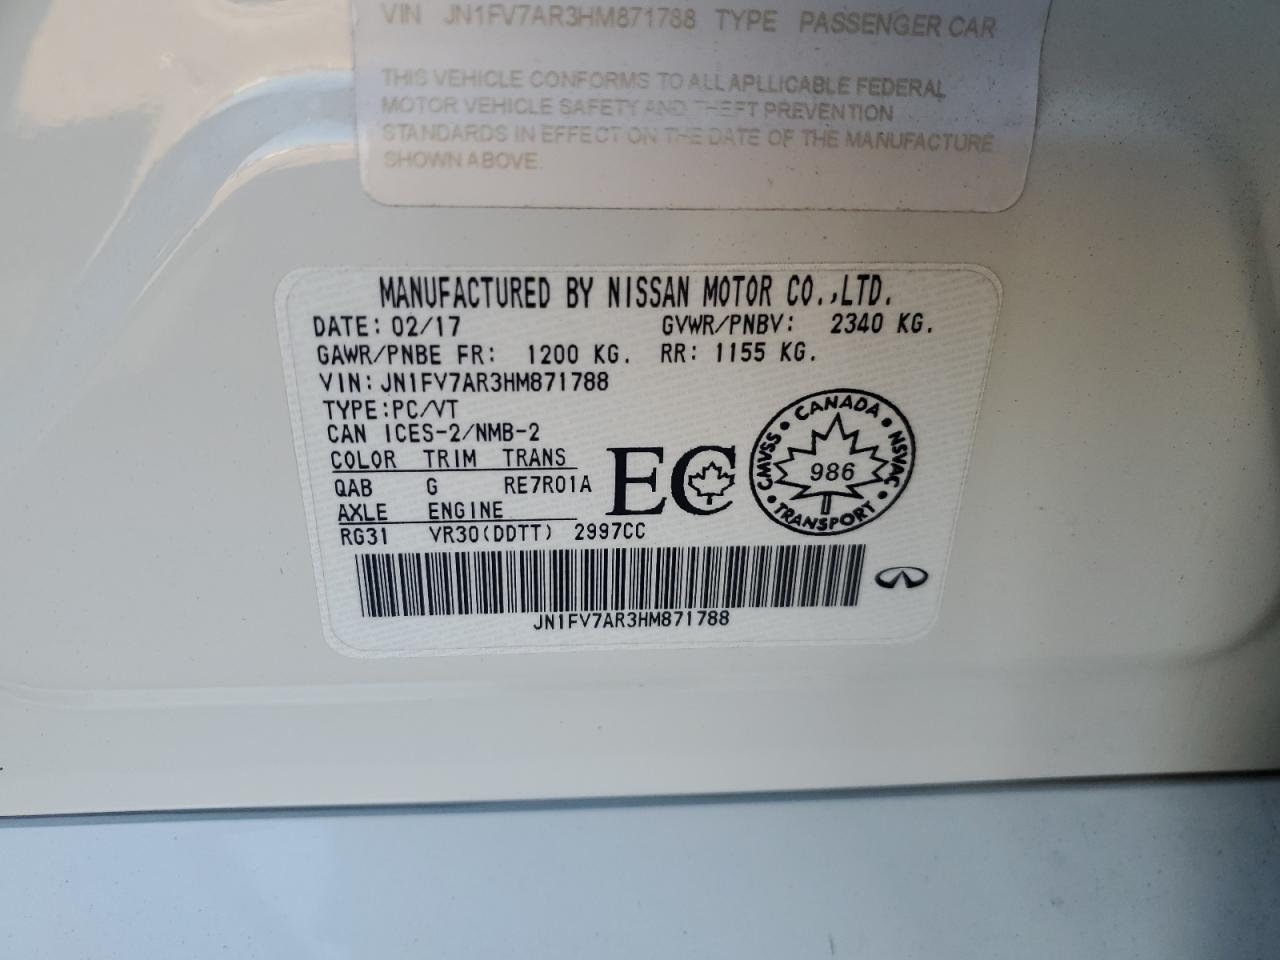 VIN JN1FV7AR3HM871788 TYPE PASSENGER CAR
THIS VEHICLE CONFORMS TO ALL APLLICABLE FEDERAL
MOTOR VEHICLE SAFETY AND THEFT PREVENTION
STANDARDS IN EFFECT ON THE DATE OF THE MANUFACTURE
SHOWN ABOVE.
MANUFACTURED BY NISSAN MOTOR CO.,LTD.
DATE: 02/17 GVWR/PNBV: 2340 KG.
GAWR/PNBE FR: 1200 KG. RR: 1155 KG.
VIN: JN1FV7AR3HM871788
TYPE:PC/VT
CAN ICES-2/NMB-2
COLOR TRIM TRANS
QAB G RE7R01A
AXLE ENGINE
RG31 VR30(DDTT) 2997CC
EC
CANADA
CMVSS • NSVAC
986
TRANSPORT
JN1FV7AR3HM871788